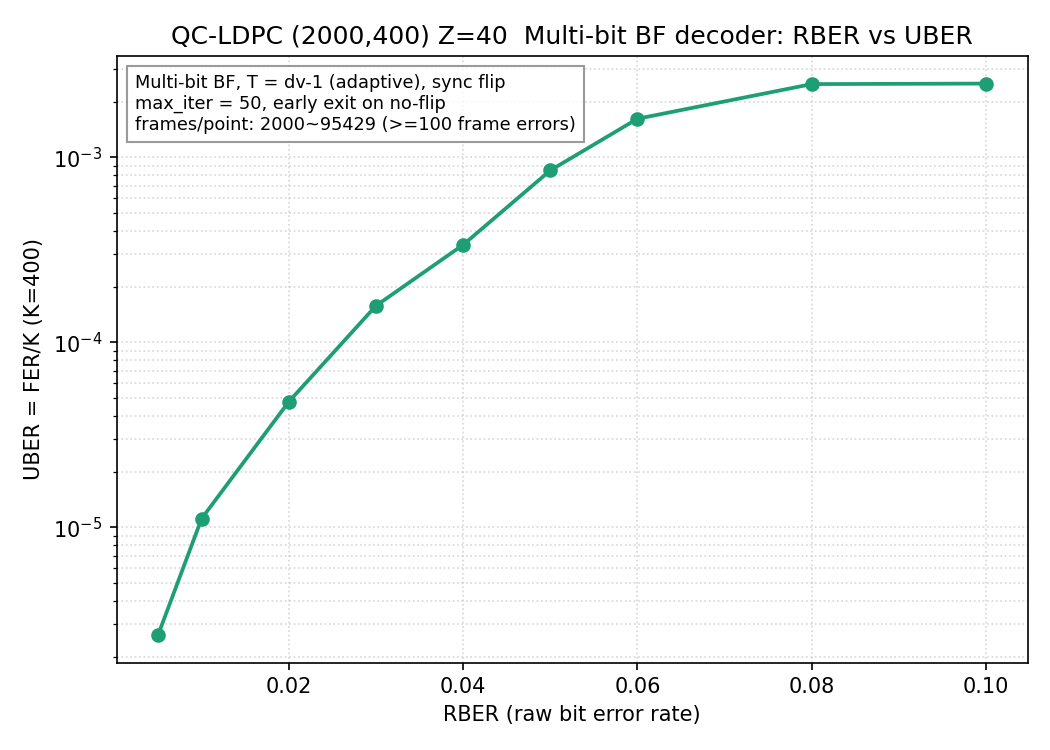 QC-LDPC (2000,400) Z=40  Multi-bit BF decoder: RBER vs UBER
Multi-bit BF, T = dv-1 (adaptive), sync flip
max_iter = 50, early exit on no-flip
frames/point: 2000~95429 (>=100 frame errors)
10⁻³
10⁻⁴
10⁻⁵
UBER = FER/K (K=400)
0.02 0.04 0.06 0.08 0.10
RBER (raw bit error rate)